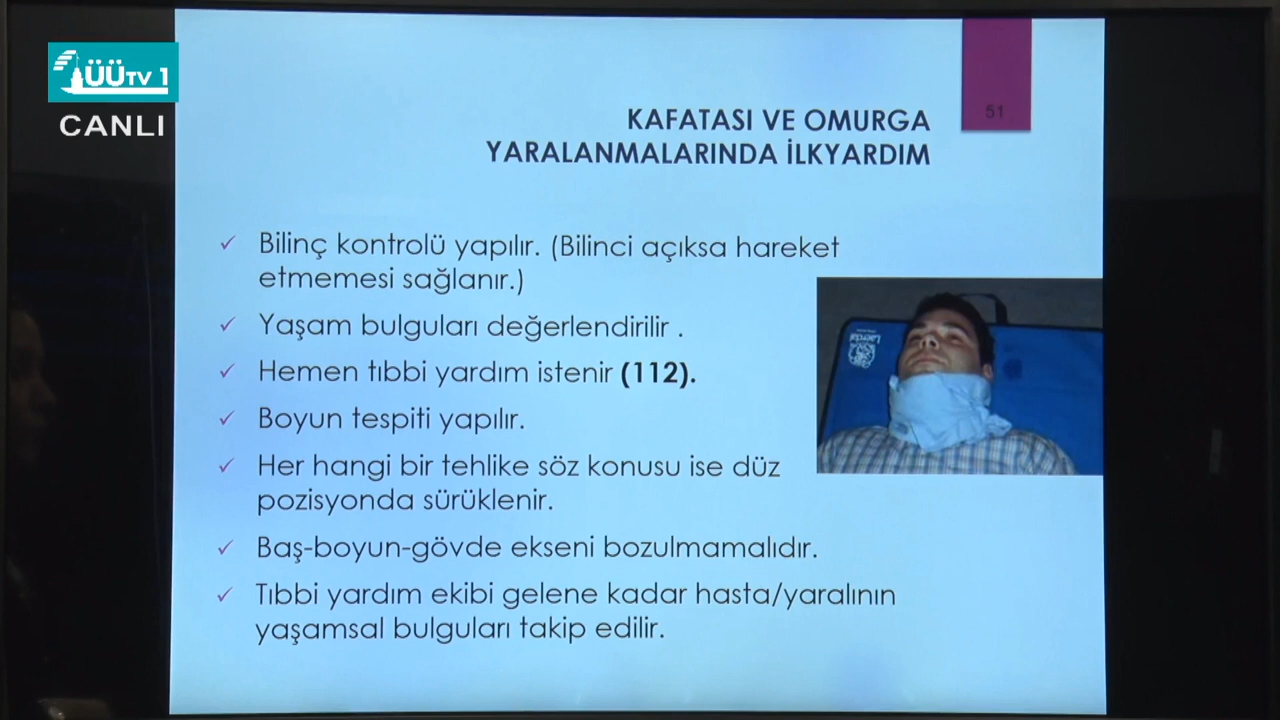 ÜÜTV 1
CANLI
51
KAFATASI VE OMURGA
YARALANMALARINDA İLKYARDIM
✓ Bilinç kontrolü yapılır. (Bilinci açıksa hareket
etmemesi sağlanır.)
✓ Yaşam bulguları değerlendirilir .
✓ Hemen tıbbi yardım istenir (112).
✓ Boyun tespiti yapılır.
✓ Her hangi bir tehlike söz konusu ise düz
pozisyonda sürüklenir.
✓ Baş-boyun-gövde ekseni bozulmamalıdır.
✓ Tıbbi yardım ekibi gelene kadar hasta/yaralının
yaşamsal bulguları takip edilir.
Laerdal